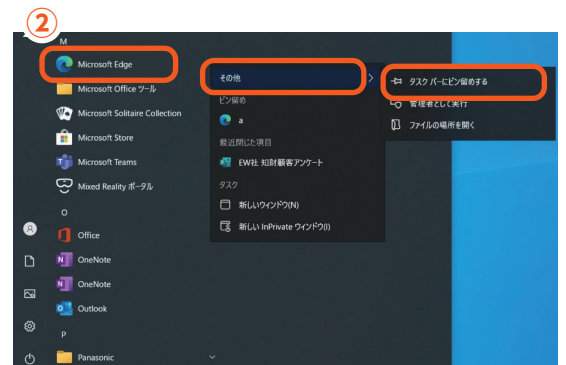 ②
M
Microsoft Edge
Microsoft Office ツール
Microsoft Solitaire Collection
Microsoft Store
Microsoft Teams
Mixed Reality ポータル
O
Office
OneNote
OneNote
Outlook
P
Panasonic
その他
ピン留め
a
最近閉じた項目
EW社 知財顧客アンケート
タスク
新しいウィンドウ(N)
新しい InPrivate ウィンドウ(I)
タスク バーにピン留めする
管理者として実行
ファイルの場所を開く